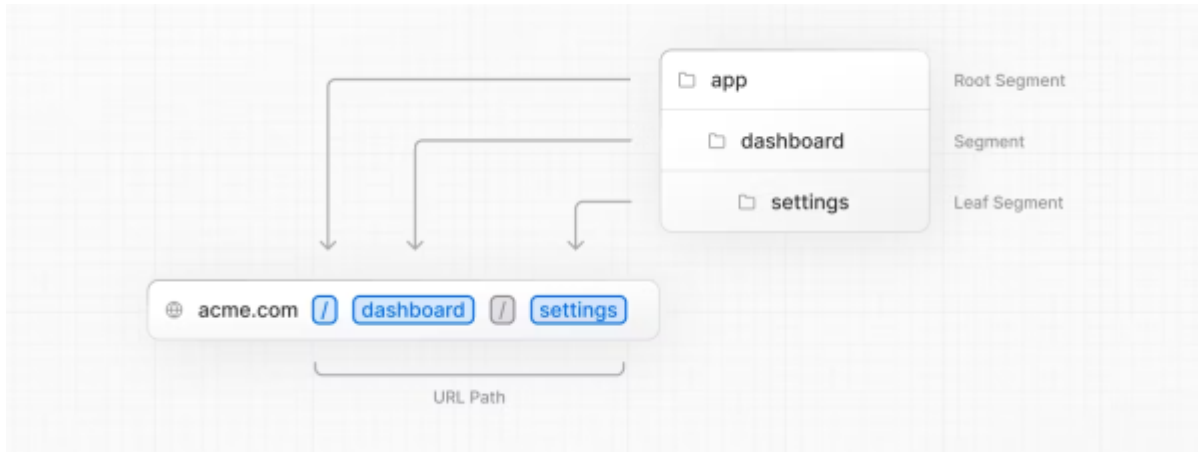 app
Root Segment
dashboard
Segment
settings
Leaf Segment
acme.com / dashboard / settings
URL Path